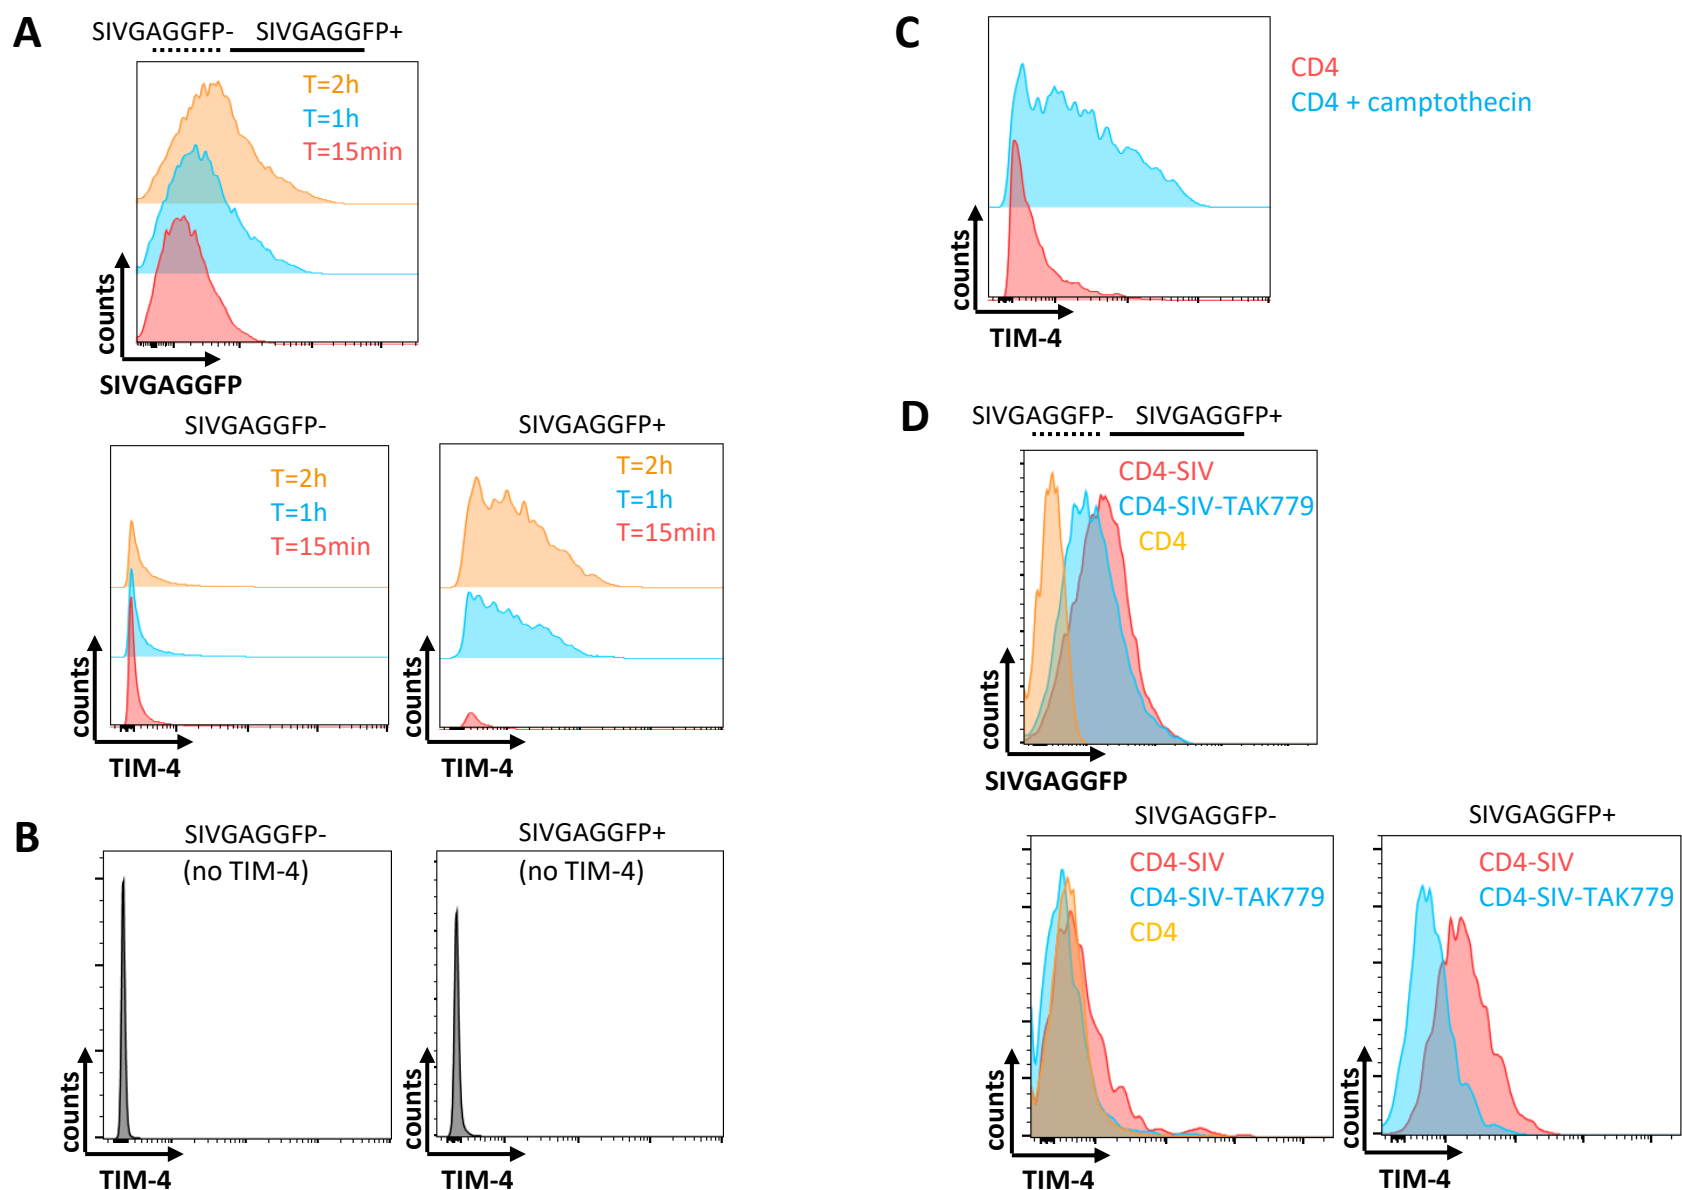 A
SIVGAGGFP- SIVGAGGFP+
T=2h
T=1h
T=15min
counts
SIVGAGGFP
SIVGAGGFP-
T=2h
T=1h
T=15min
counts
TIM-4
SIVGAGGFP+
T=2h
T=1h
T=15min
counts
TIM-4
B
SIVGAGGFP-
(no TIM-4)
counts
TIM-4
SIVGAGGFP+
(no TIM-4)
counts
TIM-4
C
CD4
CD4 + camptothecin
counts
TIM-4
D
SIVGAGGFP- SIVGAGGFP+
CD4-SIV
CD4-SIV-TAK779
CD4
counts
SIVGAGGFP
SIVGAGGFP-
CD4-SIV
CD4-SIV-TAK779
CD4
counts
TIM-4
SIVGAGGFP+
CD4-SIV
CD4-SIV-TAK779
counts
TIM-4